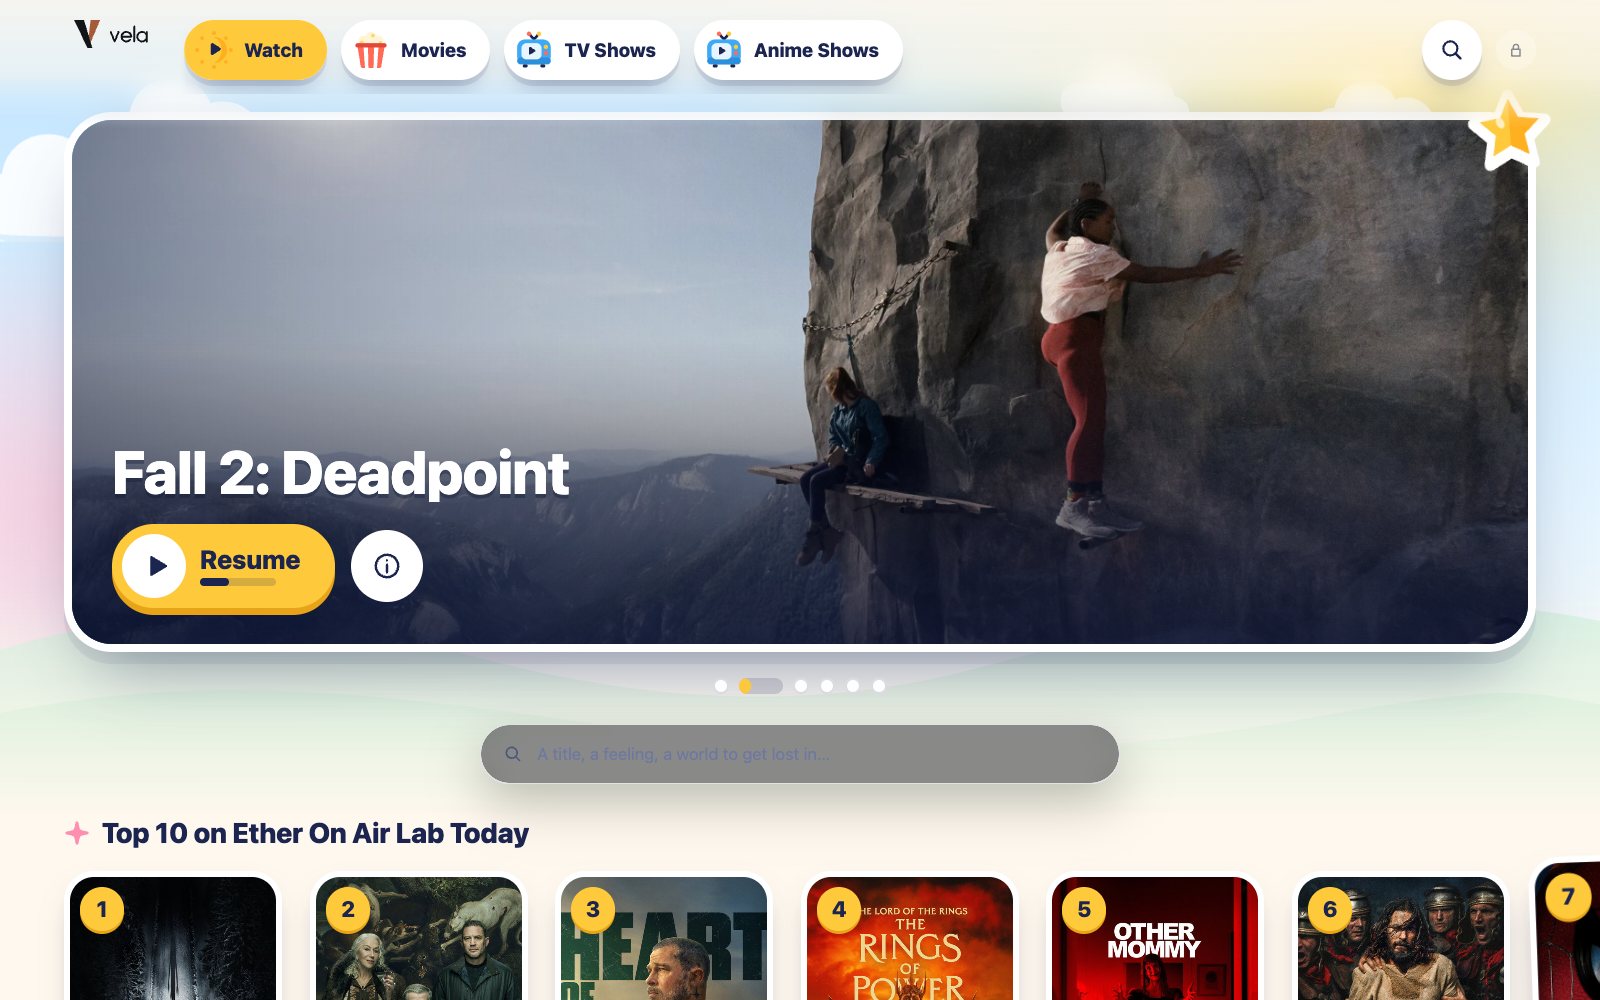 vela
Watch
Movies
TV Shows
Anime Shows
Fall 2: Deadpoint
Resume
A title, a feeling, a world to get lost in...
Top 10 on Ether On Air Lab Today
1
2
3
HEART
OF
4
THE LORD OF THE RINGS
THE
RINGS
OF
POWER
5
OTHER
MOMMY
6
7